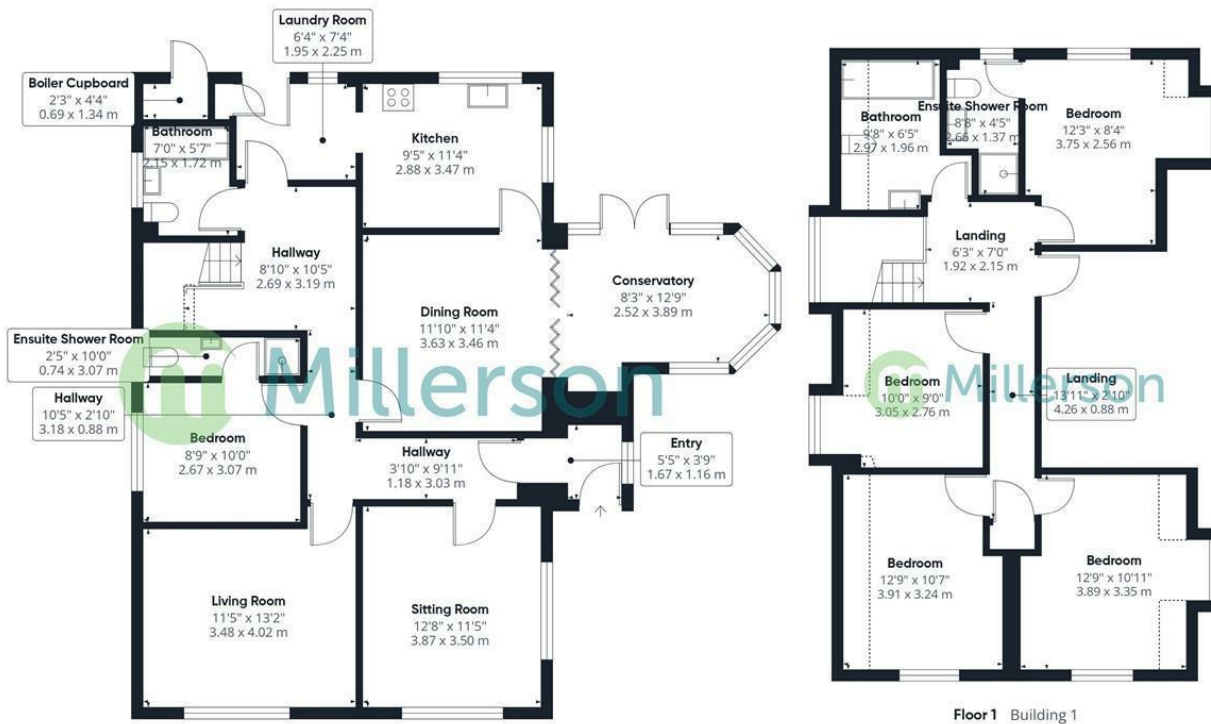 Laundry Room
6'4" x 7'4"
1.95 x 2.25 m
Boiler Cupboard
2'3" x 4'4"
0.69 x 1.34 m
Bathroom
7'0" x 5'7"
2.15 x 1.72 m
Kitchen
9'5" x 11'4"
2.88 x 3.47 m
Hallway
8'10" x 10'5"
2.69 x 3.19 m
Conservatory
8'3" x 12'9"
2.52 x 3.89 m
Dining Room
11'10" x 11'4"
3.63 x 3.46 m
Ensuite Shower Room
2'5" x 10'0"
0.74 x 3.07 m
Millerson
Hallway
10'5" x 2'10"
3.18 x 0.88 m
Bedroom
8'9" x 10'0"
2.67 x 3.07 m
Hallway
3'10" x 9'11"
1.18 x 3.03 m
Entry
5'5" x 3'9"
1.67 x 1.16 m
Living Room
11'5" x 13'2"
3.48 x 4.02 m
Sitting Room
12'8" x 11'5"
3.87 x 3.50 m
Bathroom
9'8" x 6'5"
2.97 x 1.96 m
Ensuite Shower Room
8'8" x 4'5"
2.66 x 1.37 m
Bedroom
12'3" x 8'4"
3.75 x 2.56 m
Landing
6'3" x 7'0"
1.92 x 2.15 m
Bedroom
10'0" x 9'0"
3.05 x 2.76 m
Millerson
Landing
13'11" x 2'10"
4.26 x 0.88 m
Bedroom
12'9" x 10'7"
3.91 x 3.24 m
Bedroom
12'9" x 10'11"
3.89 x 3.35 m
Floor 1 Building 1